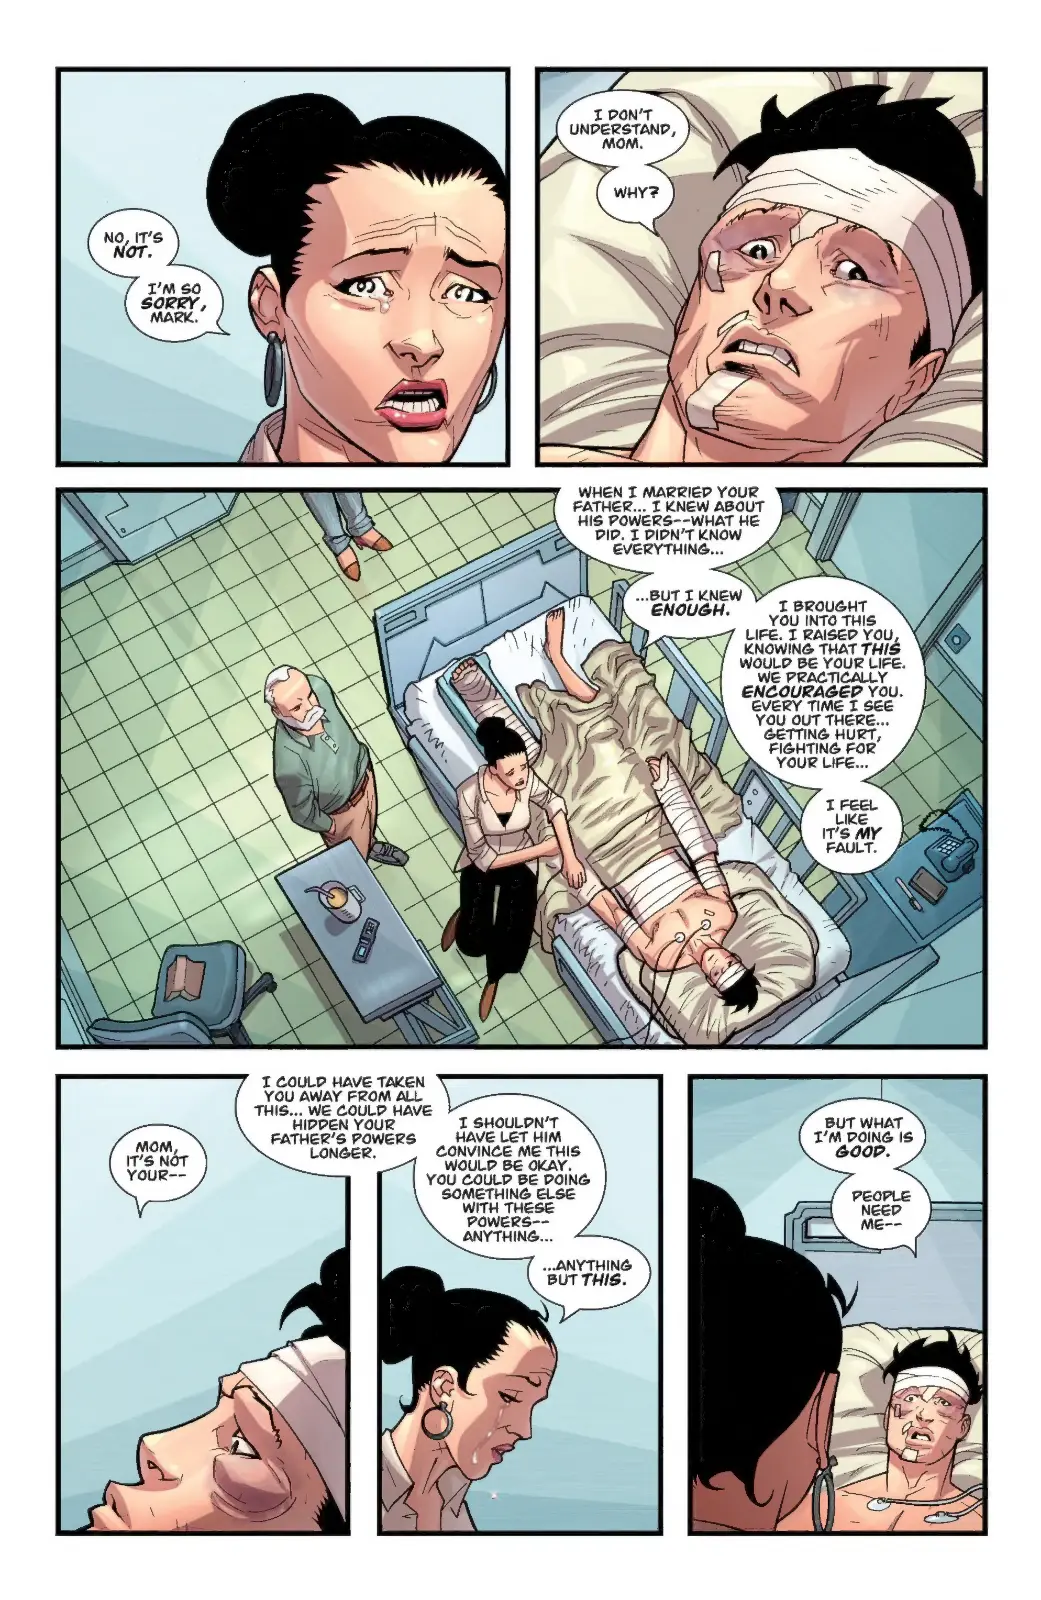 NO, IT'S
NOT.
I'M SO
SORRY,
MARK.
I DON'T
UNDERSTAND,
MOM.
WHY?
WHEN I MARRIED YOUR
FATHER... I KNEW ABOUT
HIS POWERS--WHAT HE
DID. I DIDN'T KNOW
EVERYTHING...
...BUT I KNEW
ENOUGH.
I BROUGHT
YOU INTO THIS
LIFE. I RAISED YOU,
KNOWING THAT THIS
WOULD BE YOUR LIFE.
WE PRACTICALLY
ENCOURAGED YOU.
EVERY TIME I SEE
YOU OUT THERE...
GETTING HURT,
FIGHTING FOR
YOUR LIFE...
I FEEL
LIKE
IT'S MY
FAULT.
MOM,
IT'S NOT
YOUR--
I COULD HAVE TAKEN
YOU AWAY FROM ALL
THIS... WE COULD HAVE
HIDDEN YOUR
FATHER'S POWERS
LONGER.
I SHOULDN'T
HAVE LET HIM
CONVINCE ME THIS
WOULD BE OKAY.
YOU COULD BE DOING
SOMETHING ELSE
WITH THESE
POWERS--
ANYTHING...
...ANYTHING
BUT THIS.
BUT WHAT
I'M DOING IS
GOOD.
PEOPLE
NEED
ME--